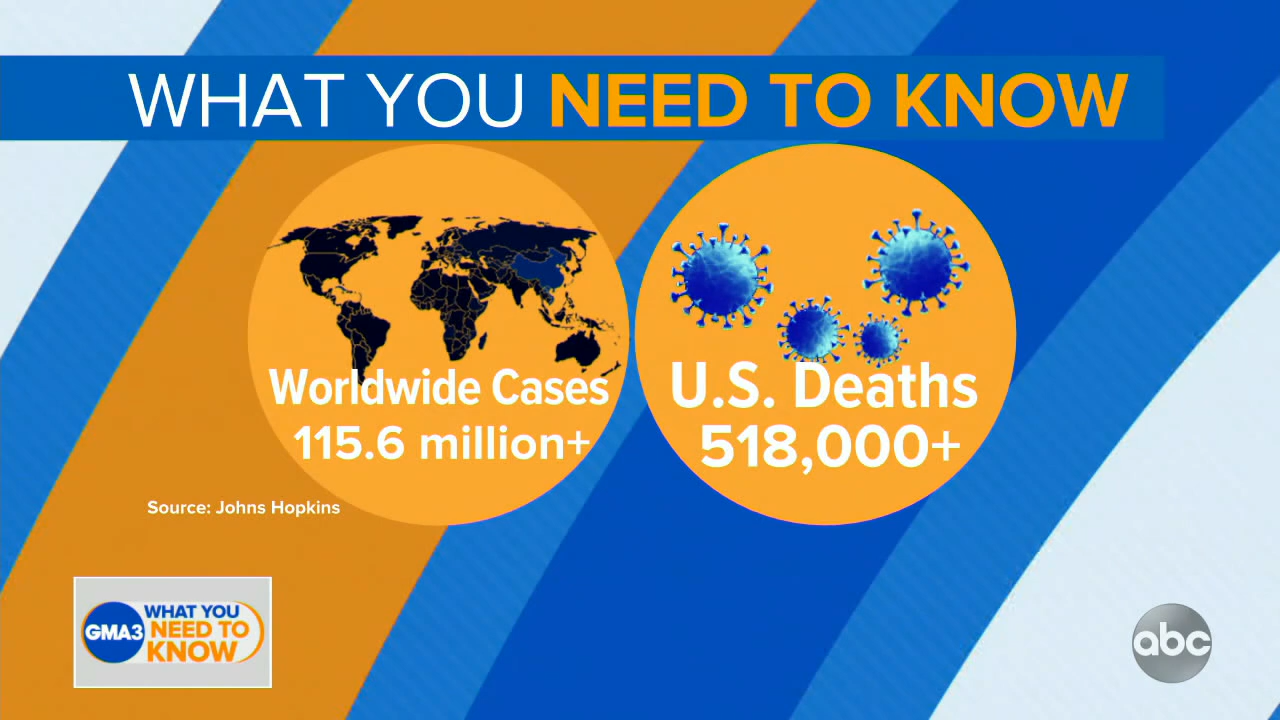 WHAT YOU NEED TO KNOW
Worldwide Cases
115.6 million+
U.S. Deaths
518,000+
Source: Johns Hopkins
GMA3
WHAT YOU
NEED TO
KNOW
abc